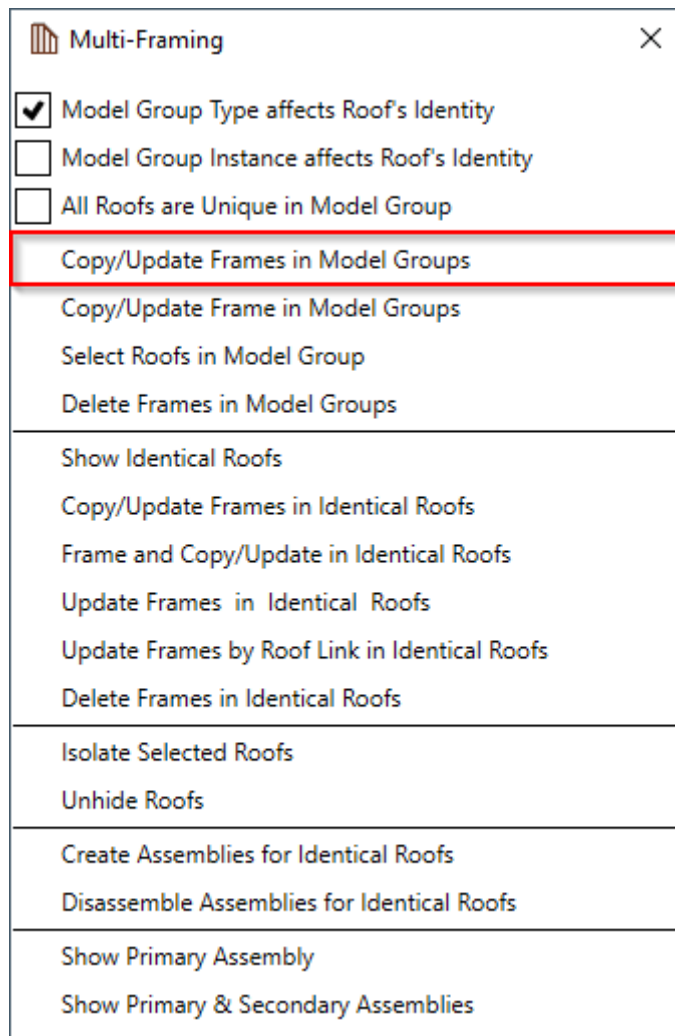 Multi-Framing
Model Group Type affects Roof's Identity
Model Group Instance affects Roof's Identity
All Roofs are Unique in Model Group
Copy/Update Frames in Model Groups
Copy/Update Frame in Model Groups
Select Roofs in Model Group
Delete Frames in Model Groups
Show Identical Roofs
Copy/Update Frames in Identical Roofs
Frame and Copy/Update in Identical Roofs
Update Frames  in  Identical  Roofs
Update Frames by Roof Link in Identical Roofs
Delete Frames in Identical Roofs
Isolate Selected Roofs
Unhide Roofs
Create Assemblies for Identical Roofs
Disassemble Assemblies for Identical Roofs
Show Primary Assembly
Show Primary & Secondary Assemblies